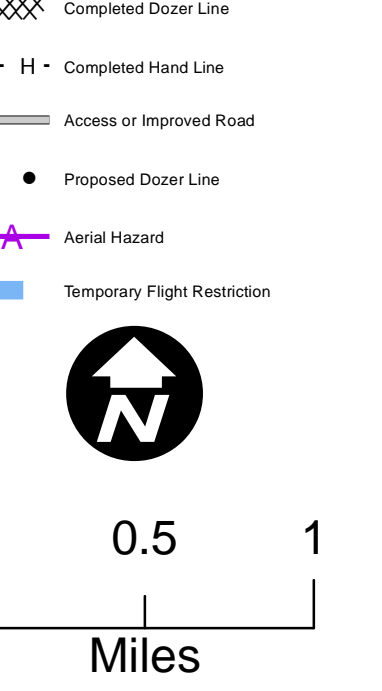 Completed Dozer Line
H Completed Hand Line
Access or Improved Road
Proposed Dozer Line
A Aerial Hazard
Temporary Flight Restriction
N
0.5 1
Miles